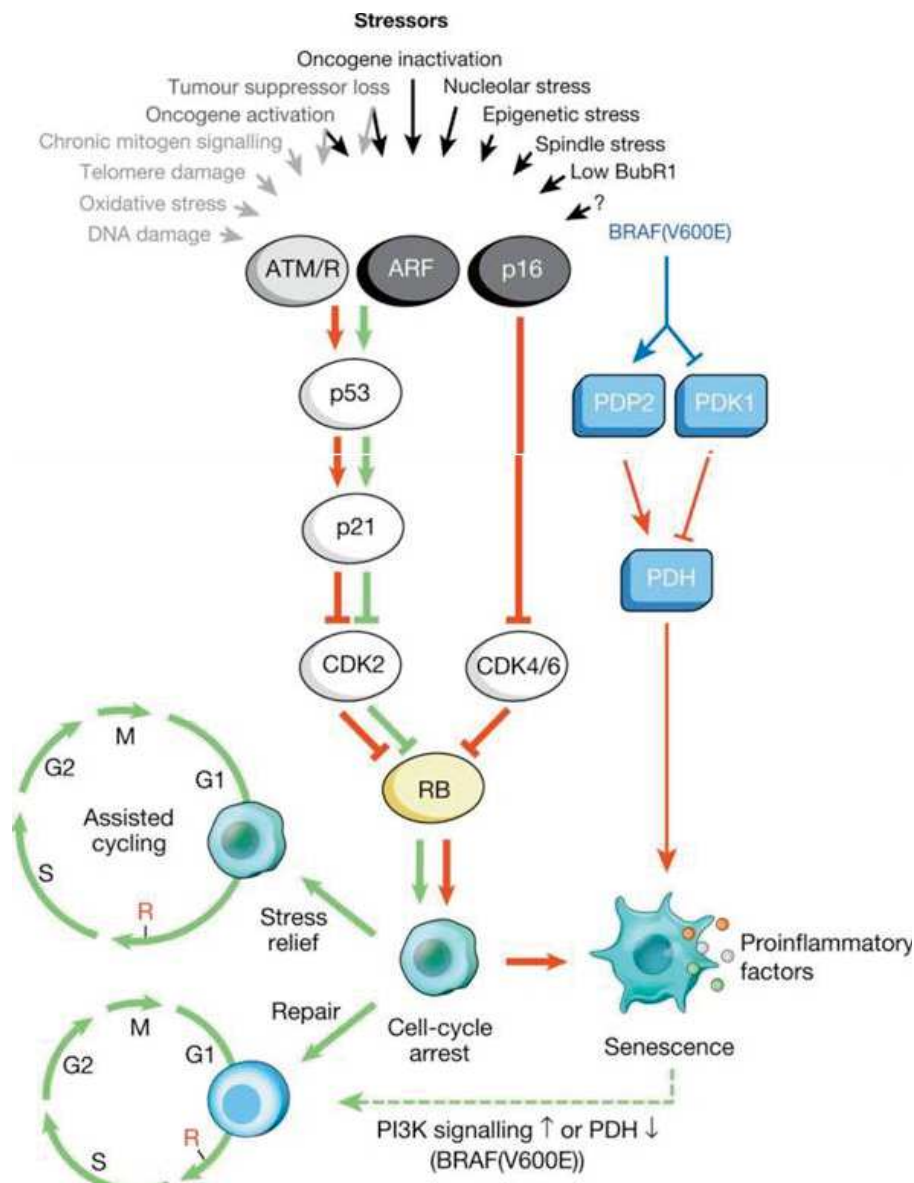 Stressors
Oncogene inactivation
Tumour suppressor loss
Nucleolar stress
Oncogene activation
Epigenetic stress
Chronic mitogen signalling
Spindle stress
Telomere damage
Low BubR1
Oxidative stress
?
DNA damage
BRAF(V600E)
ATM/R
ARF
p16
p53
PDP2
PDK1
p21
PDH
CDK2
CDK4/6
RB
M
G2
G1
Assisted
cycling
S
R
Stress
relief
Proinflammatory
factors
Repair
Cell-cycle
arrest
Senescence
M
G2
G1
S
R
PI3K signalling ↑ or PDH ↓
(BRAF(V600E))